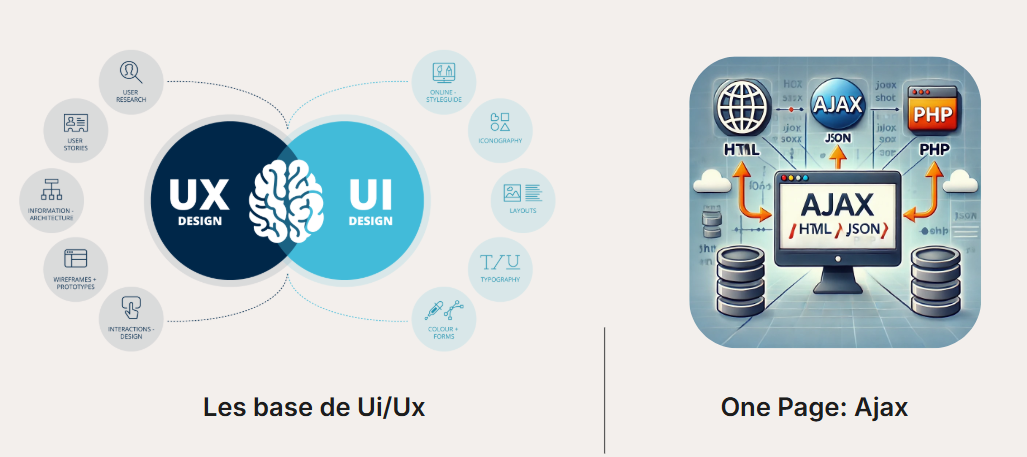 USER
RESEARCH
USER
STORIES
INFORMATION -
ARCHITECTURE
WIREFRAMES +
PROTOTYPES
INTERACTIONS -
DESIGN
UX
DESIGN
UI
DESIGN
ONLINE -
STYLEGUIDE
ICONOGRAPHY
LAYOUTS
T/U
TYPOGRAPHY
COLOUR +
FORMS
Les base de Ui/Ux
AJAX
PHP
JSON
PHP
AJAX
/HTML/JSON>
One Page: Ajax